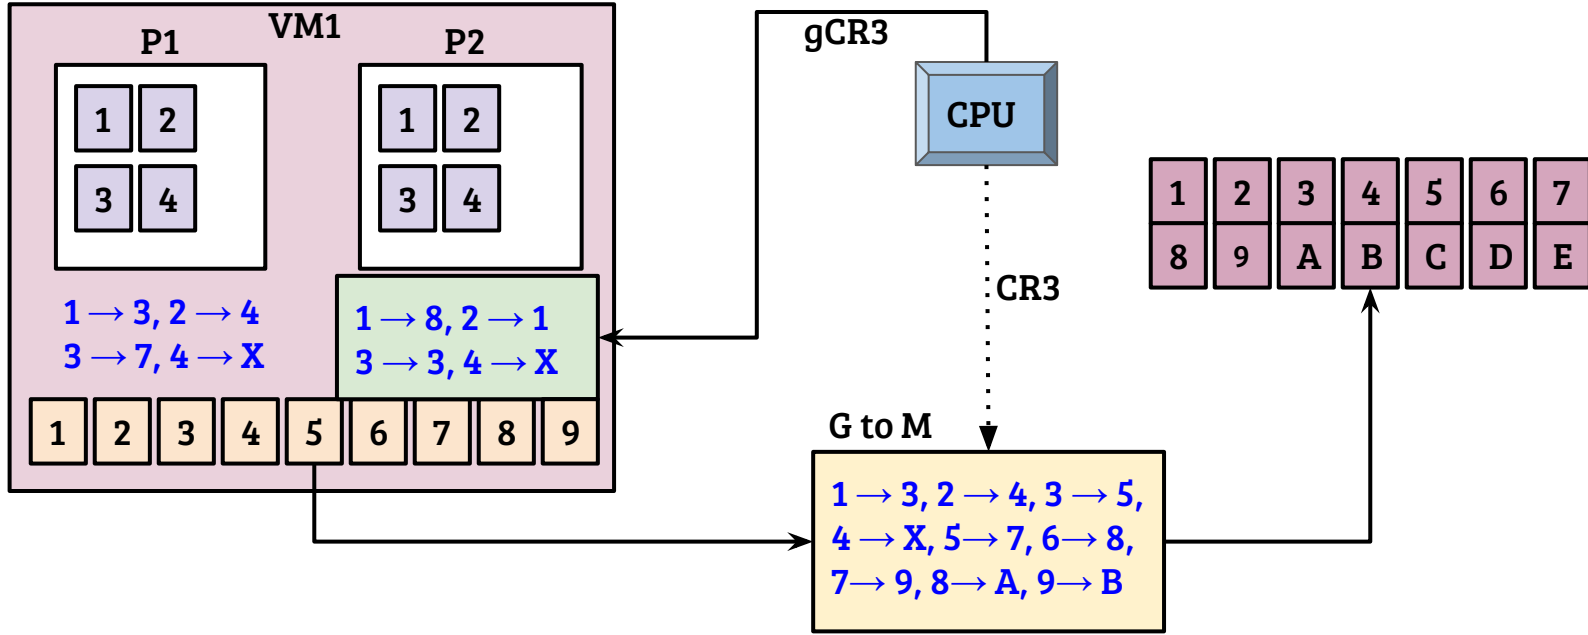 VM1
gCR3
P1
P2
1 2
3 4
1 2
3 4
CPU
1 2 3 4 5 6 7
8 9 A B C D E
CR3
1 → 3, 2 → 4
3 → 7, 4 → X
1 → 8, 2 → 1
3 → 3, 4 → X
1 2 3 4 5 6 7 8 9
G to M
1 → 3, 2 → 4, 3 → 5,
4 → X, 5→ 7, 6→ 8,
7→ 9, 8→ A, 9→ B